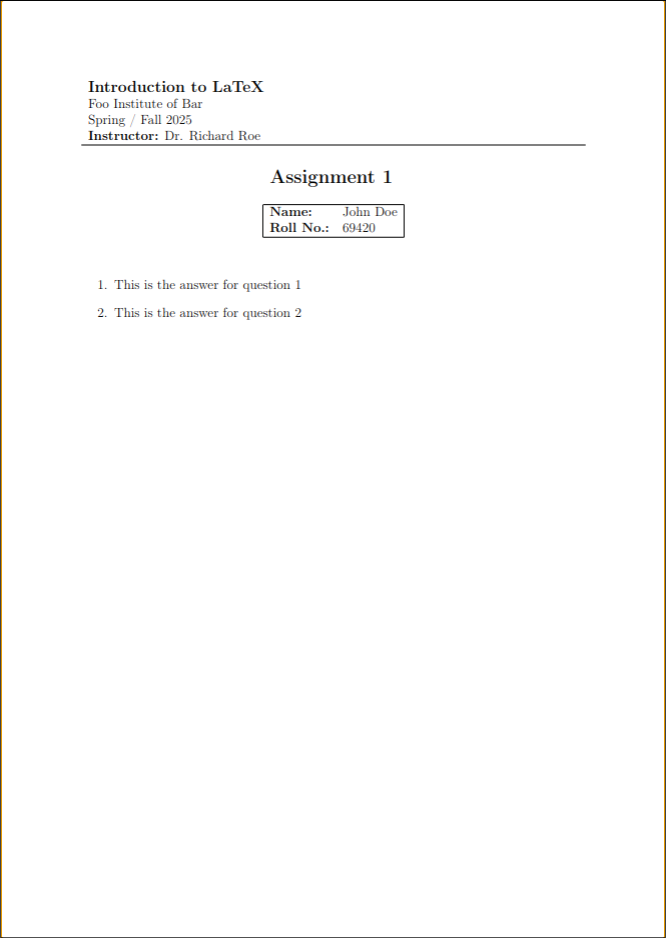 Introduction to LaTeX
Foo Institute of Bar
Spring / Fall 2025
Instructor: Dr. Richard Roe
Assignment 1
Name: John Doe
Roll No.: 69420
1. This is the answer for question 1
2. This is the answer for question 2